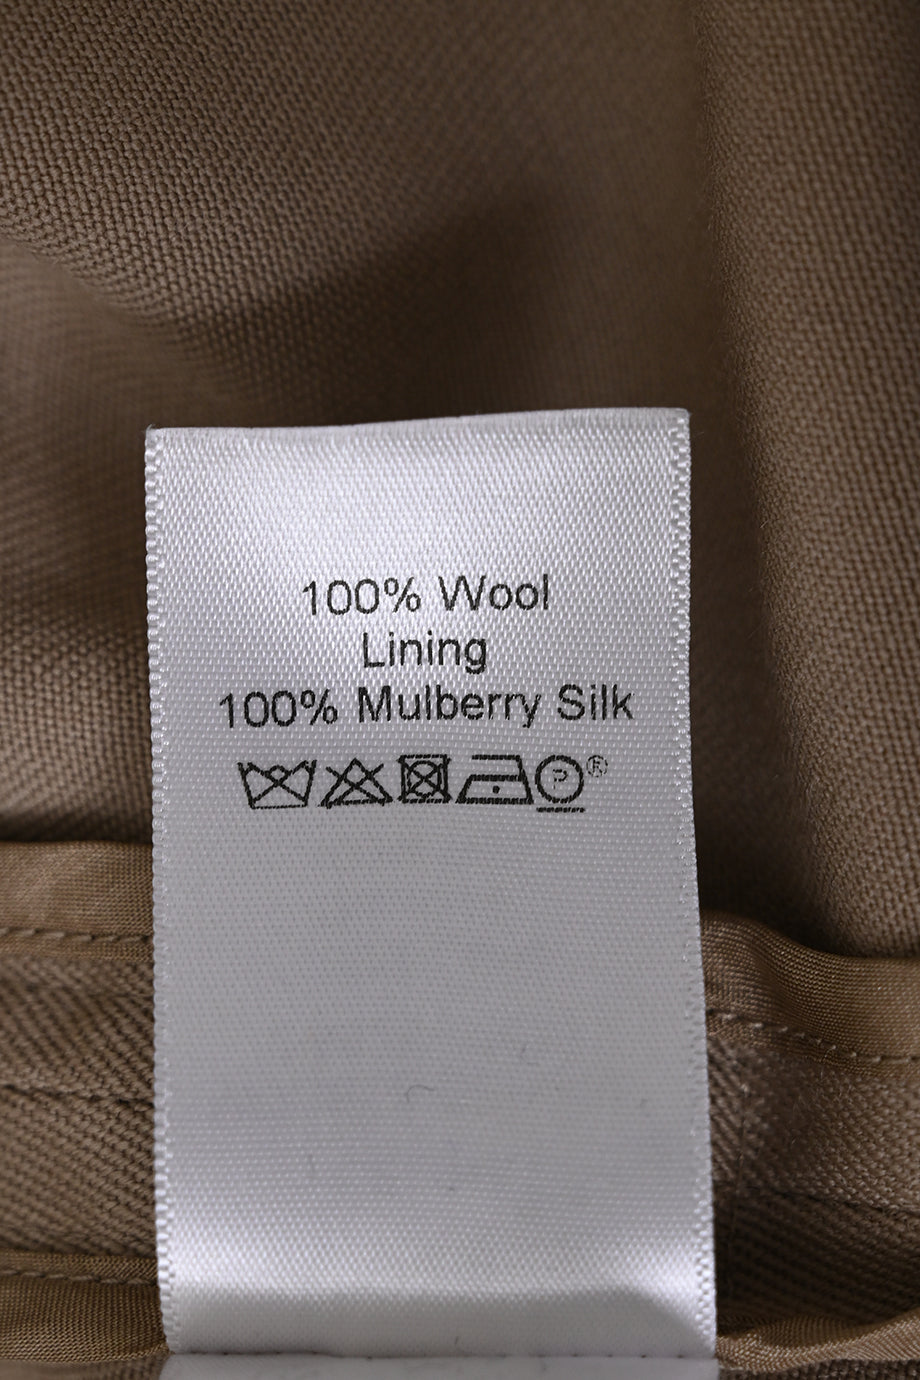 100% Wool
Lining
100% Mulberry Silk
P ®